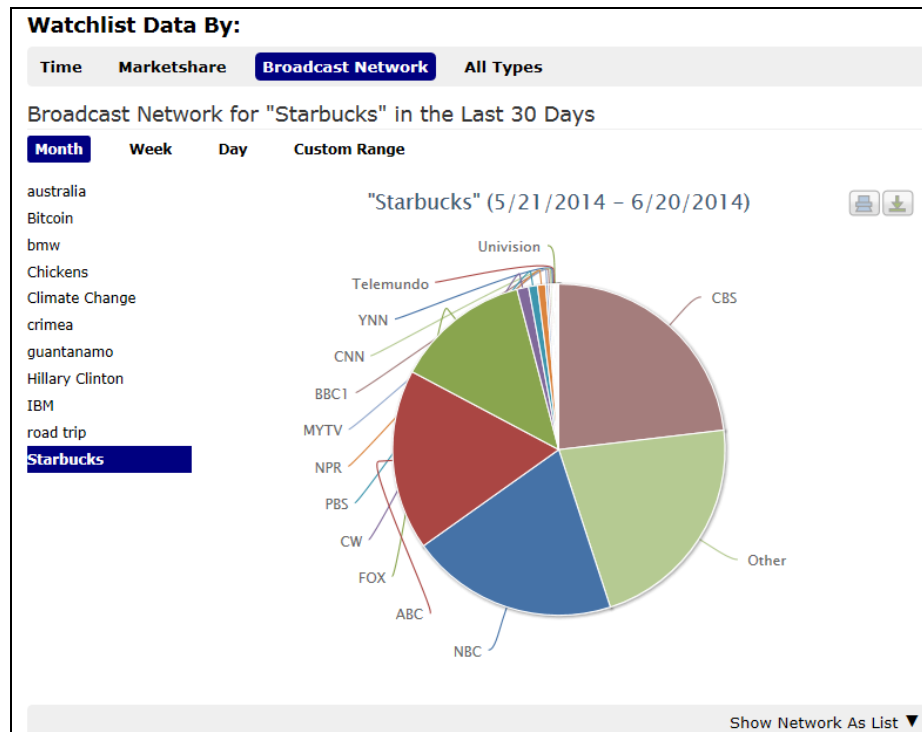 Watchlist Data By:
Time Marketshare Broadcast Network All Types
Broadcast Network for "Starbucks" in the Last 30 Days
Month Week Day Custom Range
australia
Bitcoin
bmw
Chickens
Climate Change
crimea
guantanamo
Hillary Clinton
IBM
road trip
Starbucks
"Starbucks" (5/21/2014 – 6/20/2014)
Univision
Telemundo
YNN
CNN
BBC1
MYTV
NPR
PBS
CW
FOX
ABC
NBC
CBS
Other
Show Network As List ▼